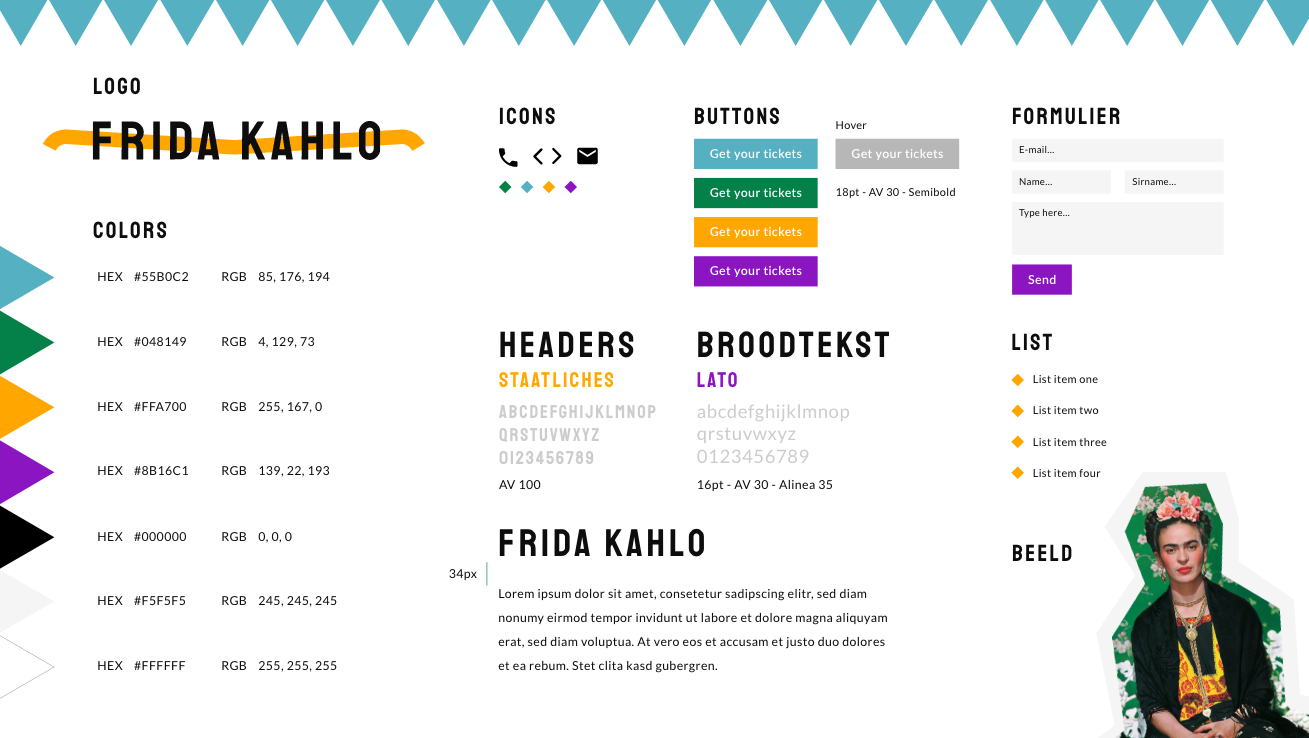 LOGO
FRIDA KAHLO
COLORS
HEX #55B0C2 RGB 85, 176, 194
HEX #048149 RGB 4, 129, 73
HEX #FFA700 RGB 255, 167, 0
HEX #8B16C1 RGB 139, 22, 193
HEX #000000 RGB 0, 0, 0
HEX #F5F5F5 RGB 245, 245, 245
HEX #FFFFFF RGB 255, 255, 255
ICONS
BUTTONS
Get your tickets
Get your tickets
Get your tickets
Get your tickets
Hover
Get your tickets
18pt - AV 30 - Semibold
FORMULIER
E-mail...
Name... Sirname...
Type here...
Send
HEADERS
STAATLICHES
ABCDEFGHIJKLMNOP
QRSTUVWXYZ
0123456789
AV 100
BROODTEKST
LATO
abcdefghijklmnop
qrstuvwxyz
0123456789
16pt - AV 30 - Alinea 35
LIST
List item one
List item two
List item three
List item four
FRIDA KAHLO
34px
Lorem ipsum dolor sit amet, consetetur sadipscing elitr, sed diam
nonumy eirmod tempor invidunt ut labore et dolore magna aliquyam
erat, sed diam voluptua. At vero eos et accusam et justo duo dolores
et ea rebum. Stet clita kasd gubergren.
BEELD